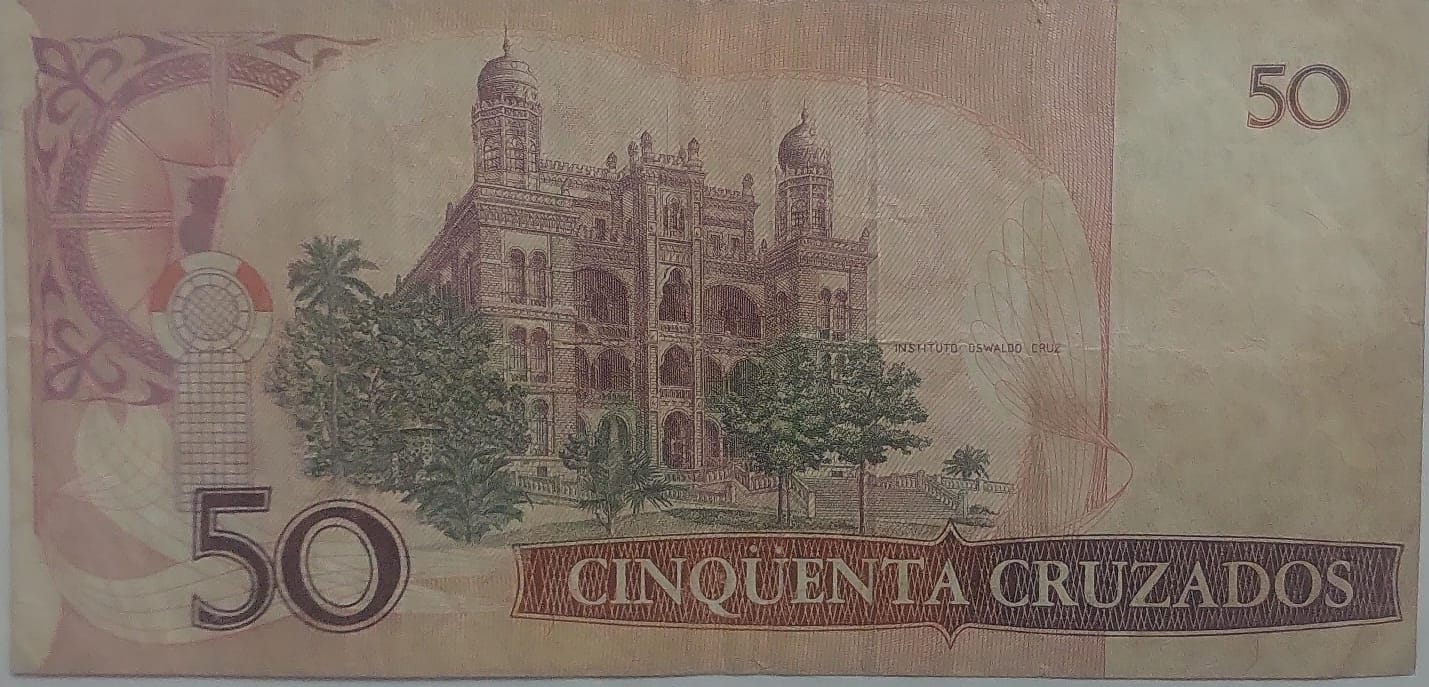 50
INSTITUTO OSWALDO CRUZ
50
CINQÜENTA CRUZADOS